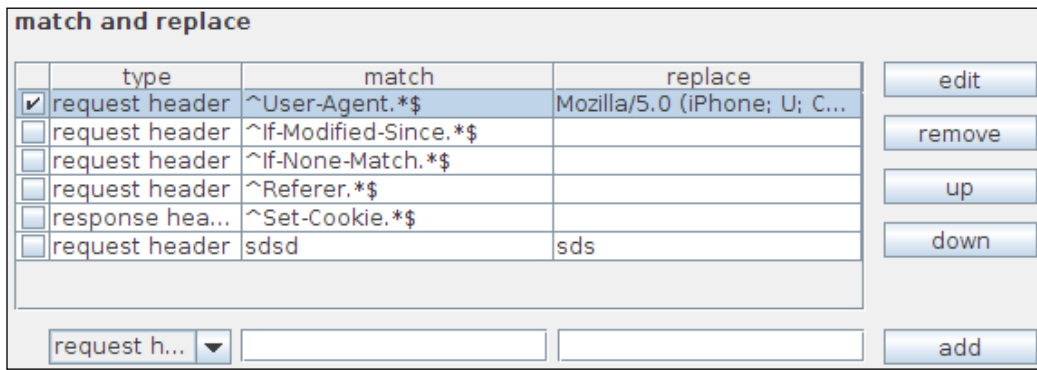 match and replace
type match replace
edit
request header ^User-Agent.*$ Mozilla/5.0 (iPhone; U; C...
request header ^If-Modified-Since.*$
remove
request header ^If-None-Match.*$
request header ^Referer.*$
up
response hea... ^Set-Cookie.*$
request header sdsd sds
down
request h...
add